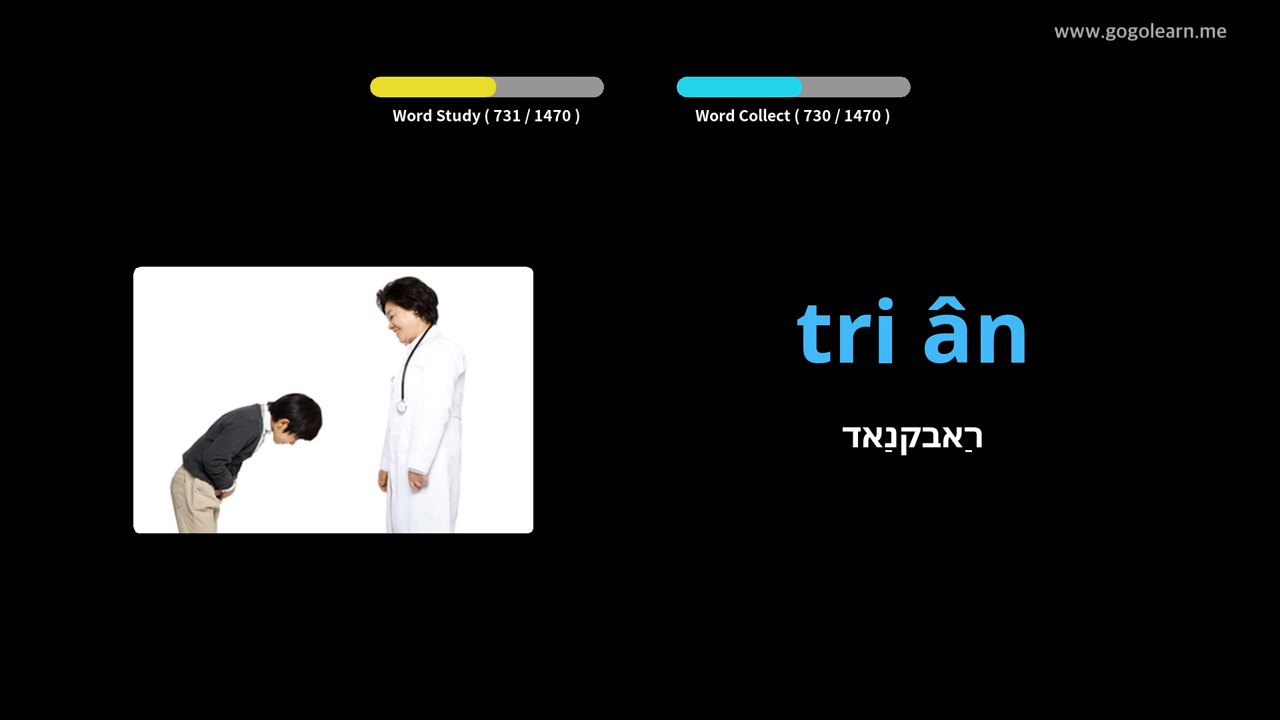 www.gogolearn.me
Word Study ( 731 / 1470 )
Word Collect ( 730 / 1470 )
tri ân
רַאבקנַאד